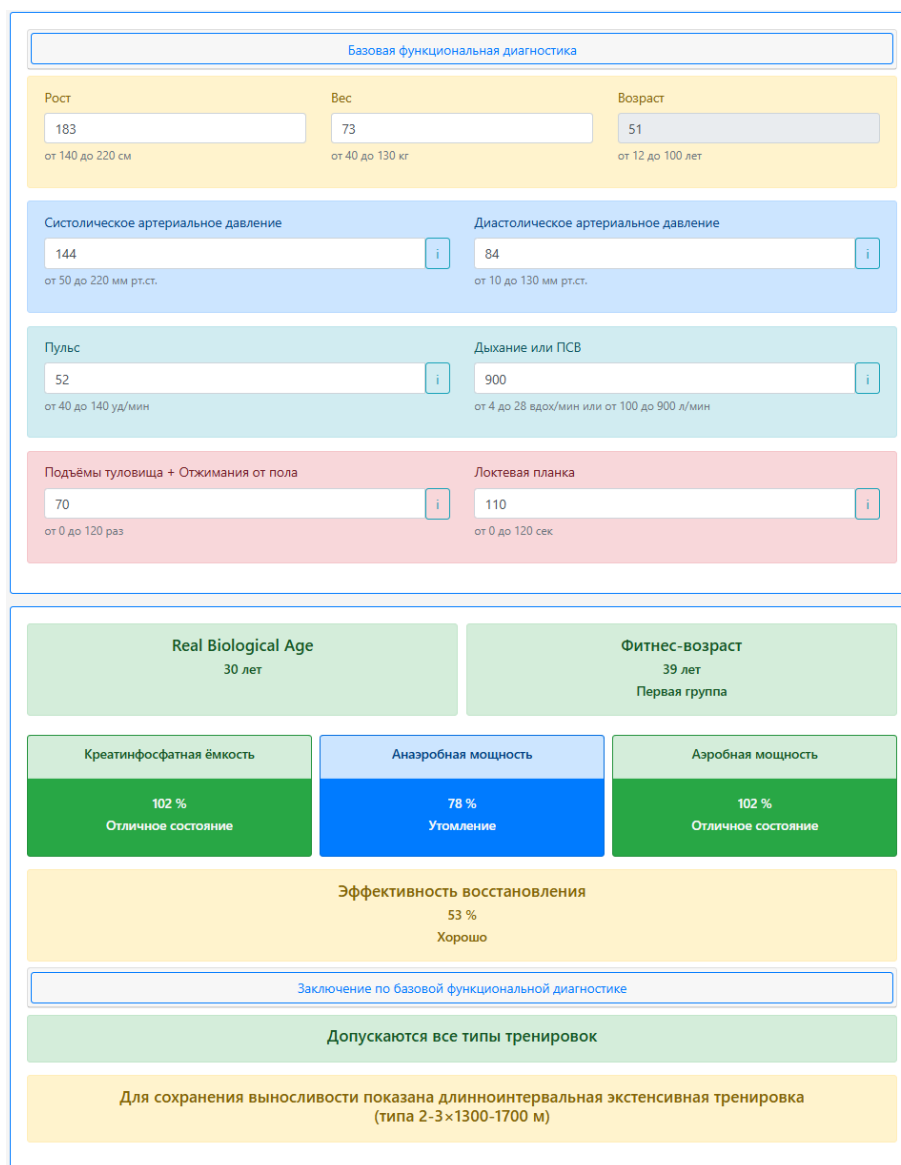 Базовая функциональная диагностика
Рост
Вес
Возраст
183
73
51
от 140 до 220 см
от 40 до 130 кг
от 12 до 100 лет
Систолическое артериальное давление
Диастолическое артериальное давление
144
i
84
i
от 50 до 220 мм рт.ст.
от 10 до 130 мм рт.ст.
Пульс
Дыхание или ПСВ
52
i
900
i
от 40 до 140 уд/мин
от 4 до 28 вдох/мин или от 100 до 900 л/мин
Подъёмы туловища + Отжимания от пола
Локтевая планка
70
i
110
i
от 0 до 120 раз
от 0 до 120 сек
Real Biological Age
30 лет
Фитнес-возраст
39 лет
Первая группа
Креатинфосфатная ёмкость
Анаэробная мощность
Аэробная мощность
102 %
Отличное состояние
78 %
Утомление
102 %
Отличное состояние
Эффективность восстановления
53 %
Хорошо
Заключение по базовой функциональной диагностике
Допускаются все типы тренировок
Для сохранения выносливости показана длинноинтервальная экстенсивная тренировка
(типа 2-3×1300-1700 м)